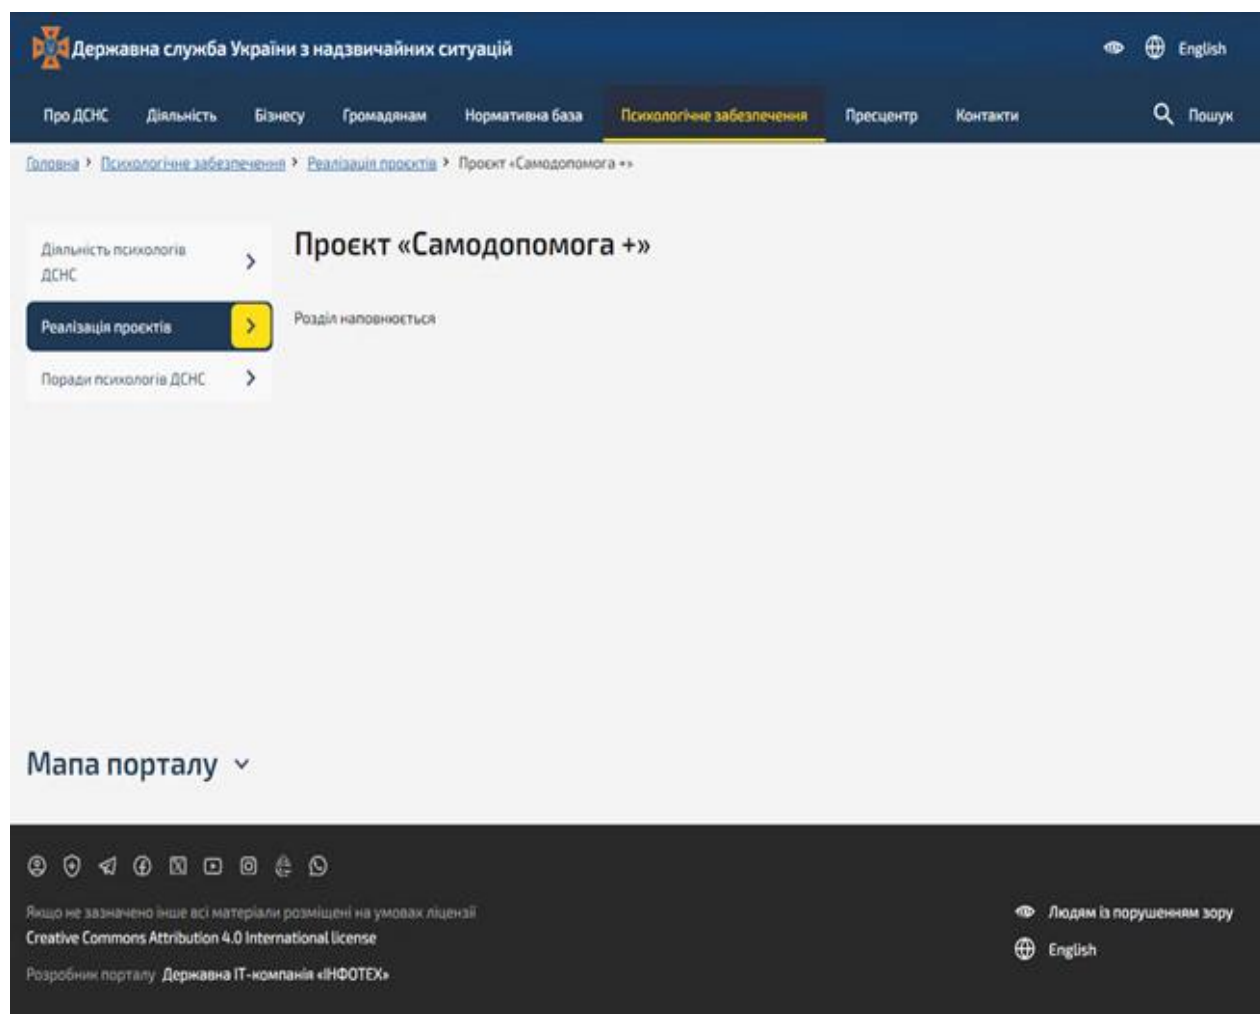 Державна служба України з надзвичайних ситуацій
English
Про ДСНС Діяльність Бізнесу Громадянам Нормативна база Психологічне забезпечення Пресцентр Контакти Пошук
Головна > Психологічне забезпечення > Реалізація проєктів > Проєкт «Самодопомога +»
Діяльність психологів
ДСНС
Проєкт «Самодопомога +»
Реалізація проєктів
Розділ наповнюється
Поради психологів ДСНС
Мапа порталу
Якщо не зазначено інше всі матеріали розміщені на умовах ліцензії
Creative Commons Attribution 4.0 International license
Розробник порталу Державна ІТ-компанія «ІНФОТЕХ»
Людям із порушенням зору
English